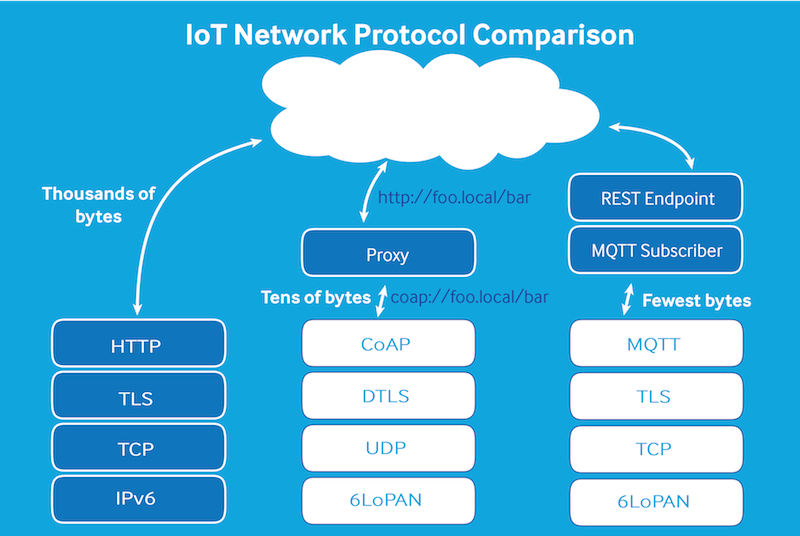 IoT Network Protocol Comparison
Thousands of
bytes
http://foo.local/bar
REST Endpoint
Proxy
MQTT Subscriber
Tens of bytes
coap://foo.local/bar
Fewest bytes
HTTP
CoAP
MQTT
TLS
DTLS
TLS
TCP
UDP
TCP
IPv6
6LoPAN
6LoPAN